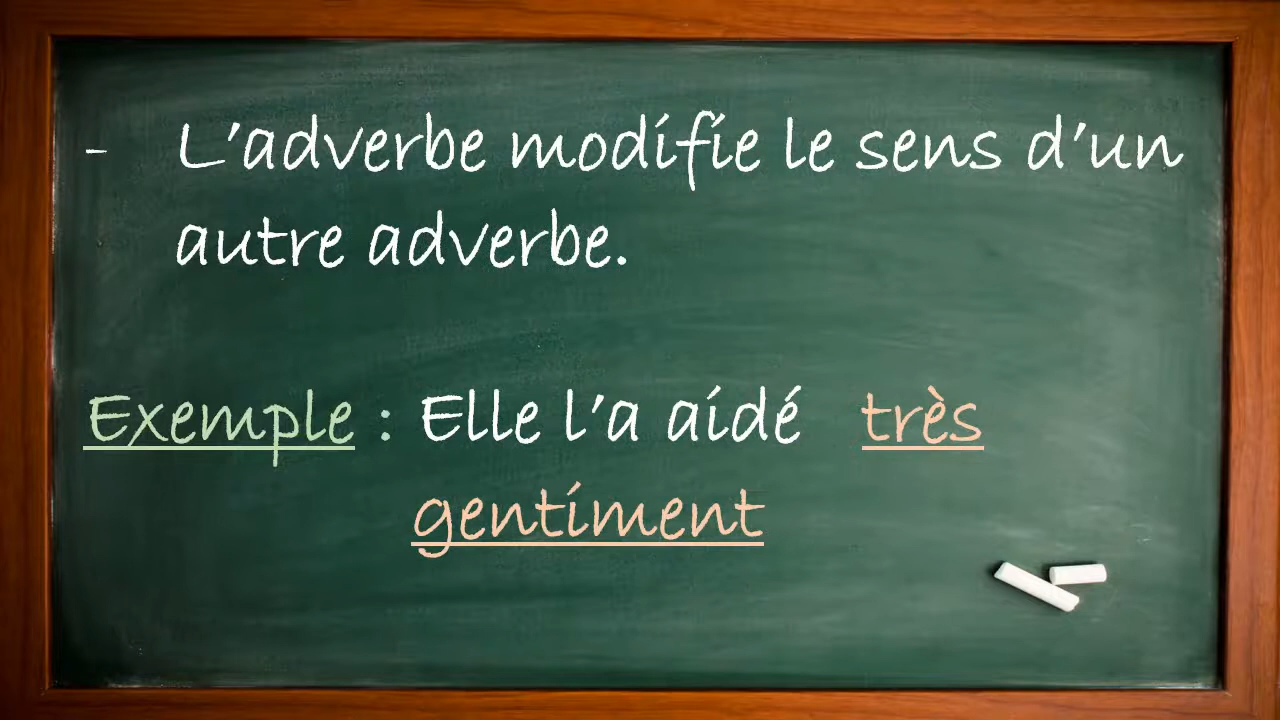 - L'adverbe modifie le sens d'un
autre adverbe.
Exemple : Elle l'a aidé très
gentiment